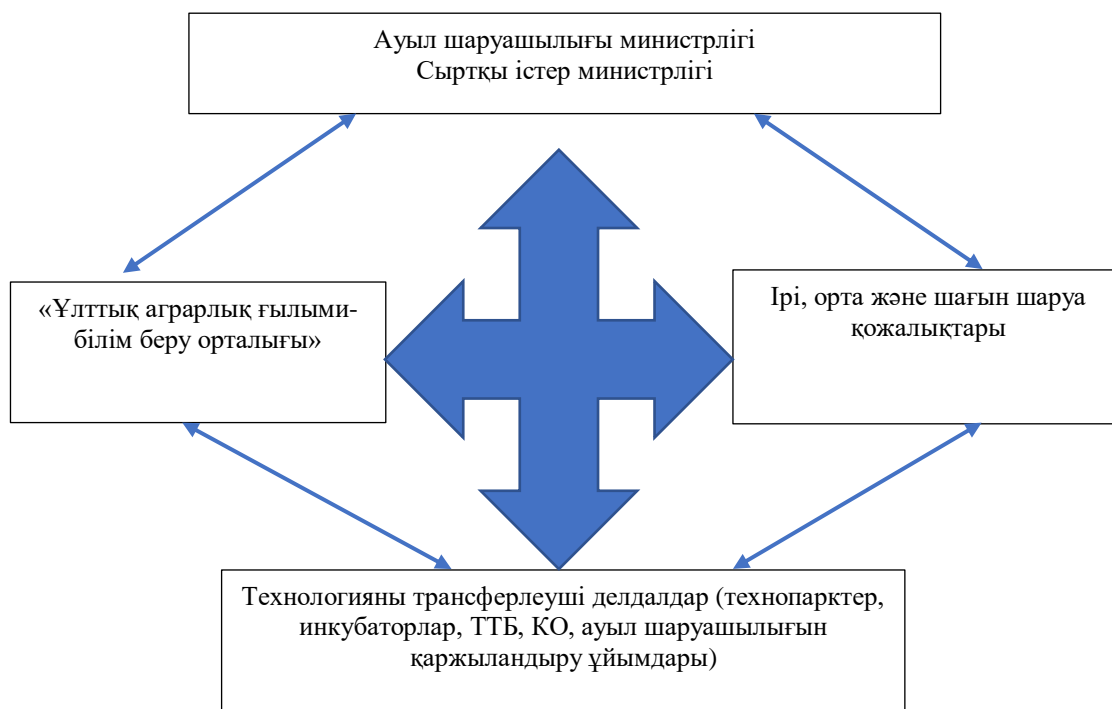 Ауыл шаруашылығы министрлігі
Сыртқы істер министрлігі
«Ұлттық аграрлық ғылыми-
білім беру орталығы»
Ірі, орта және шағын шаруа
қожалықтары
Технологияны трансферлеуші делдалдар (технопарктер,
инкубаторлар, ТТБ, КО, ауыл шаруашылығын
қаржыландыру ұйымдары)